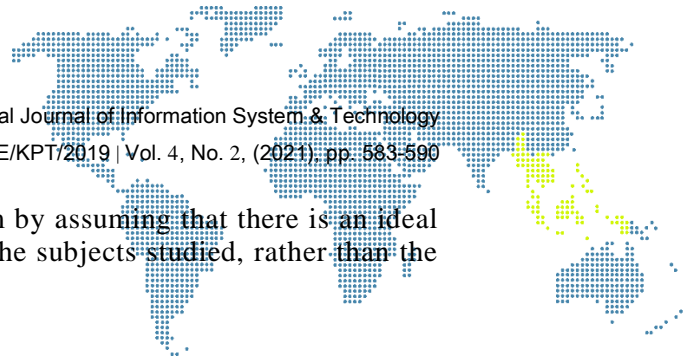 al Journal of Information System & Technology
E/KPT/2019 | Vol. 4, No. 2, (2021), pp. 583-590
n by assuming that there is an ideal
he subjects studied, rather than the